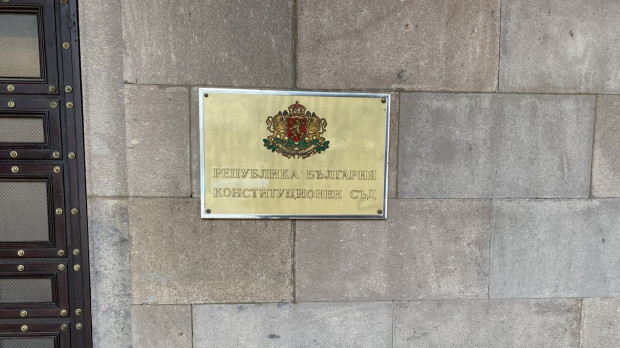 РЕПУБЛИКА БЪЛГАРИЯ
КОНСТИТУЦИОНЕН СЪД